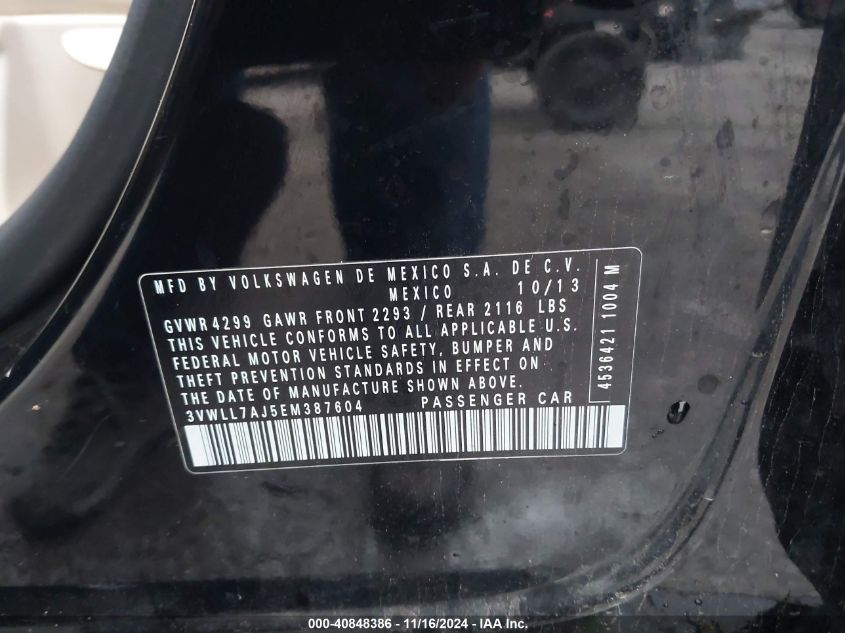 MFD BY VOLKSWAGEN DE MEXICO S.A. DE C.V.
MEXICO 10/13
GVWR 4299 GAWR FRONT 2293 / REAR 2116 LBS
THIS VEHICLE CONFORMS TO ALL APPLICABLE U.S.
FEDERAL MOTOR VEHICLE SAFETY, BUMPER AND
THEFT PREVENTION STANDARDS IN EFFECT ON
THE DATE OF MANUFACTURE SHOWN ABOVE.
3VWLL7AJ5EM387604 PASSENGER CAR
4536421 1004 M
000-40848386 - 11/16/2024 - IAA Inc.